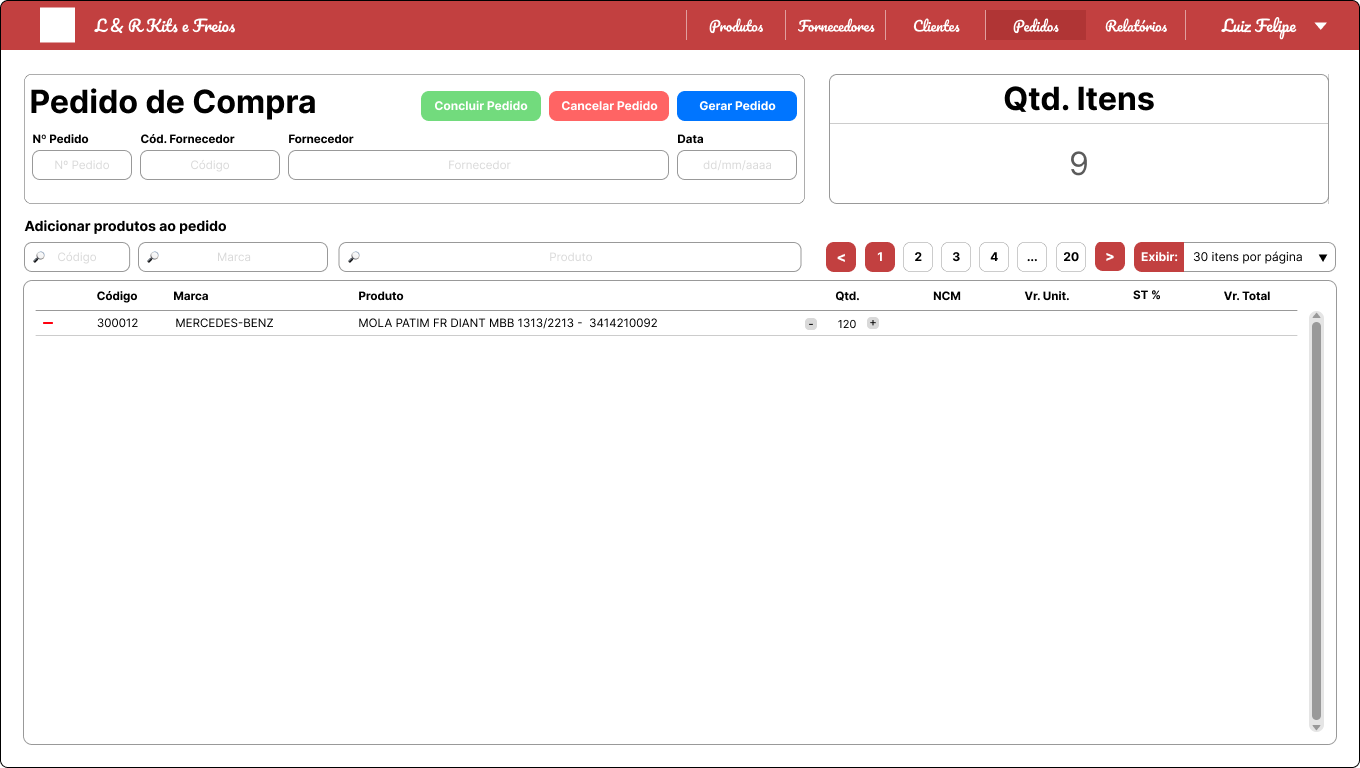 L & R Kits e Freios Produtos Fornecedores Clientes Pedidos Relatórios Luiz Felipe
Pedido de Compra Concluir Pedido Cancelar Pedido Gerar Pedido
Nº Pedido Cód. Fornecedor Fornecedor Data
Nº Pedido Código Fornecedor dd/mm/aaaa
Qtd. Itens
9
Adicionar produtos ao pedido
Código Marca Produto < 1 2 3 4 ... 20 > Exibir: 30 itens por página
Código Marca Produto Qtd. NCM Vr. Unit. ST % Vr. Total
300012 MERCEDES-BENZ MOLA PATIM FR DIANT MBB 1313/2213 - 3414210092 - 120 +